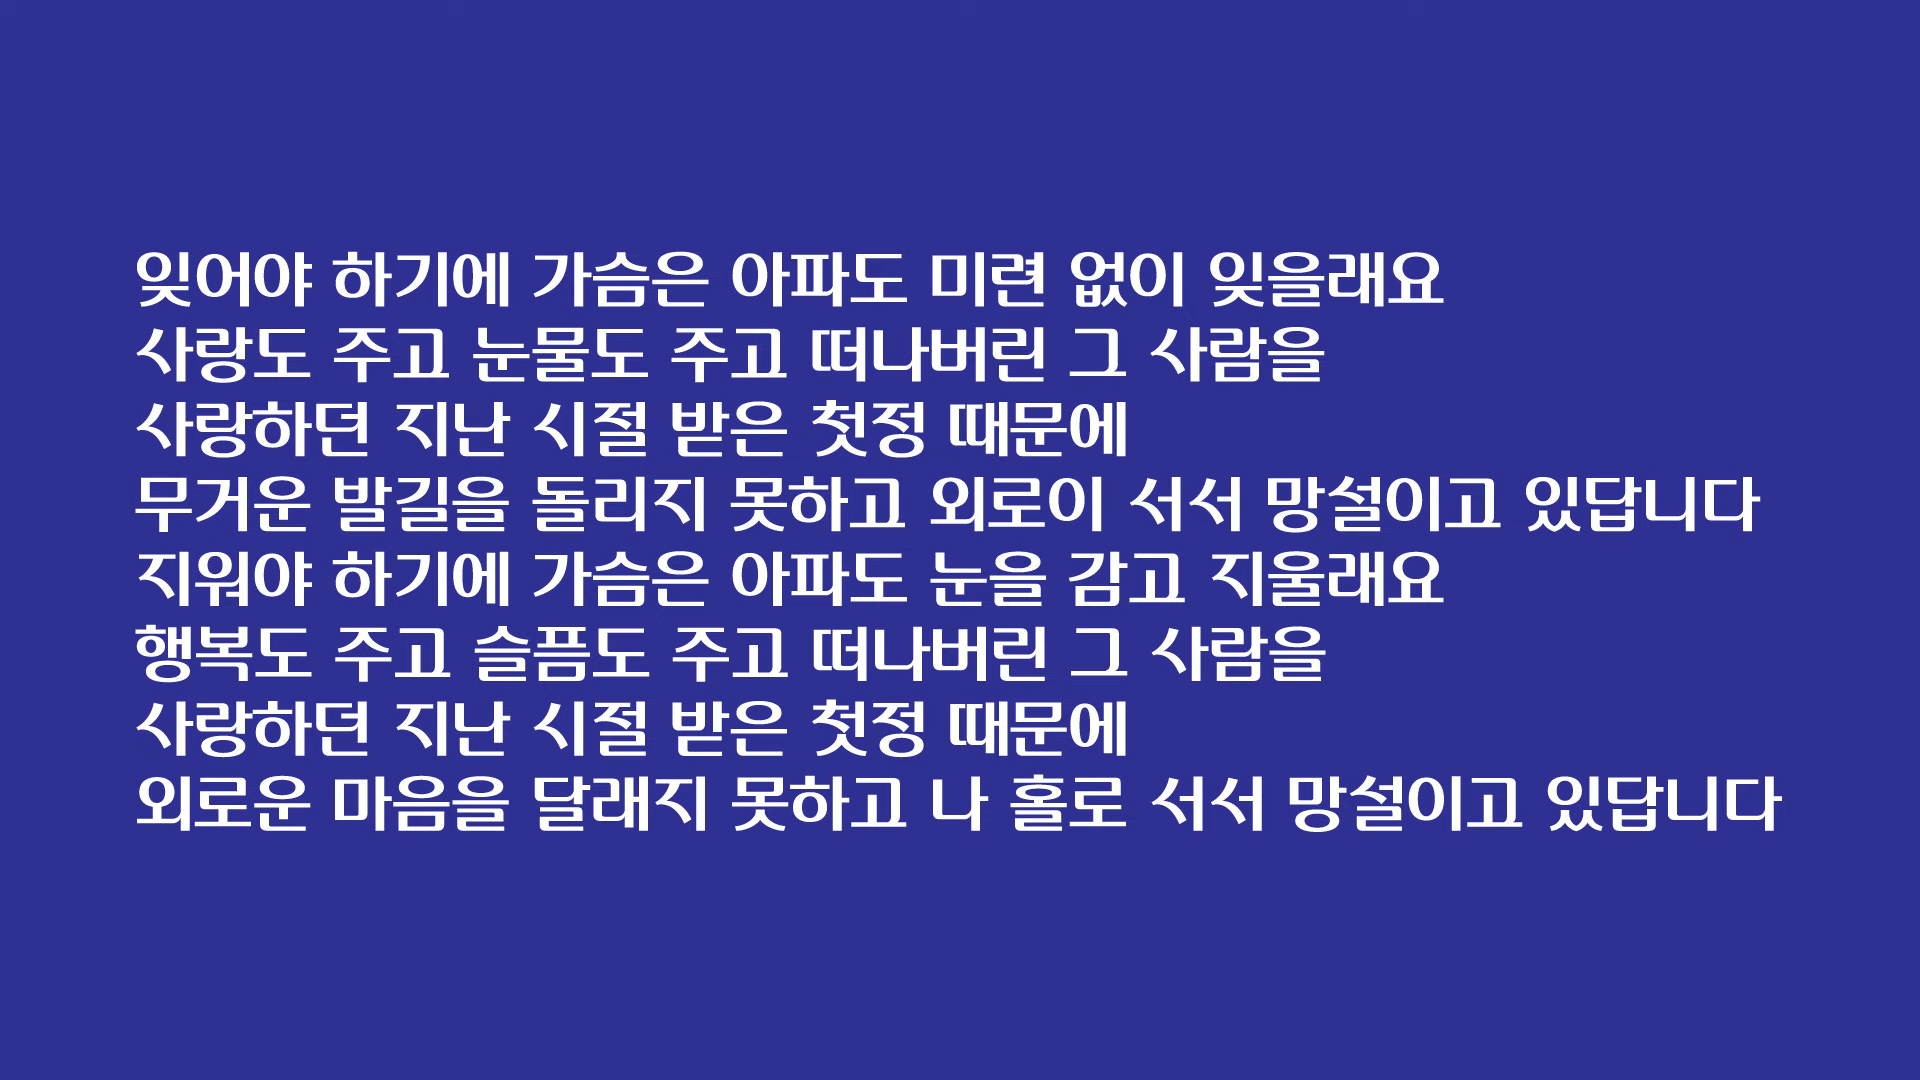 잊어야 하기에 가슴은 아파도 미련 없이 잊을래요
사랑도 주고 눈물도 주고 떠나버린 그 사람을
사랑하던 지난 시절 받은 첫정 때문에
무거운 발길을 돌리지 못하고 외로이 서서 망설이고 있답니다
지워야 하기에 가슴은 아파도 눈을 감고 지울래요
행복도 주고 슬픔도 주고 떠나버린 그 사람을
사랑하던 지난 시절 받은 첫정 때문에
외로운 마음을 달래지 못하고 나 홀로 서서 망설이고 있답니다